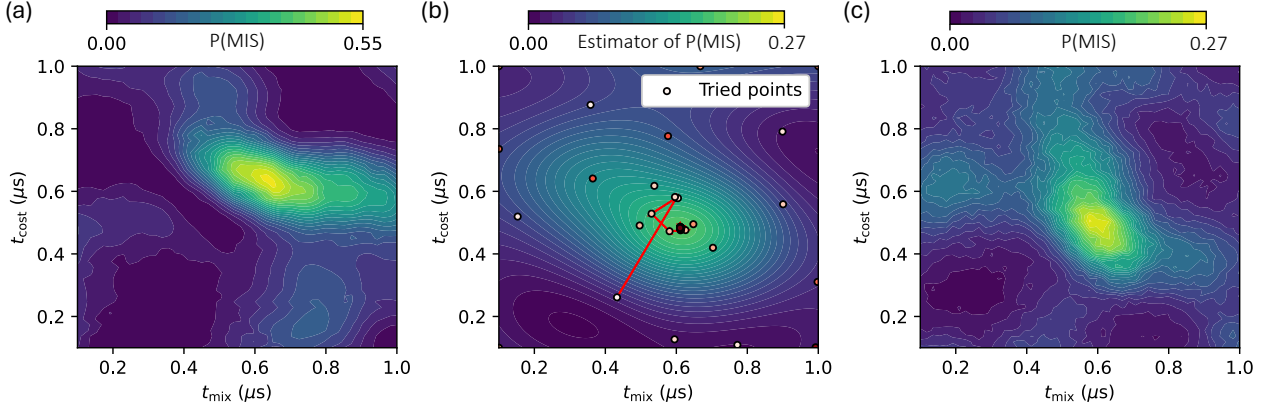 (a)
0.00 P(MIS) 0.55
1.0
0.8
0.6
0.4
0.2
t_cost (μs)
0.2 0.4 0.6 0.8 1.0
t_mix (μs)
(b)
0.00 Estimator of P(MIS) 0.27
Tried points
1.0
0.8
0.6
0.4
0.2
t_cost (μs)
0.2 0.4 0.6 0.8 1.0
t_mix (μs)
(c)
0.00 P(MIS) 0.27
1.0
0.8
0.6
0.4
0.2
t_cost (μs)
0.2 0.4 0.6 0.8 1.0
t_mix (μs)